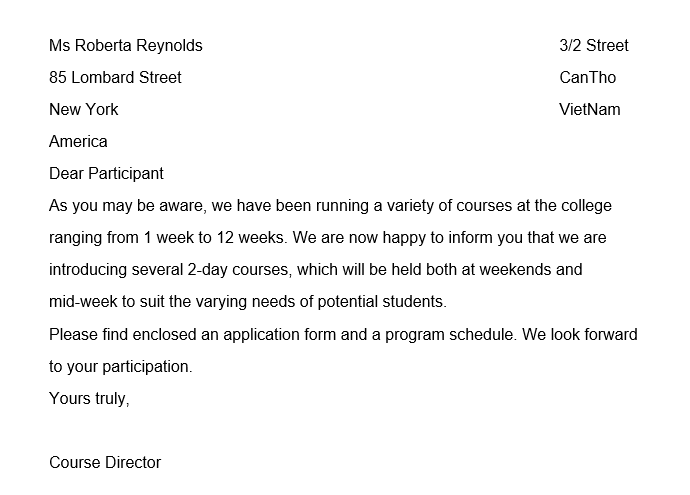 Ms Roberta Reynolds 3/2 Street
85 Lombard Street CanTho
New York VietNam
America
Dear Participant
As you may be aware, we have been running a variety of courses at the college
ranging from 1 week to 12 weeks. We are now happy to inform you that we are
introducing several 2-day courses, which will be held both at weekends and
mid-week to suit the varying needs of potential students.
Please find enclosed an application form and a program schedule. We look forward
to your participation.
Yours truly,
Course Director